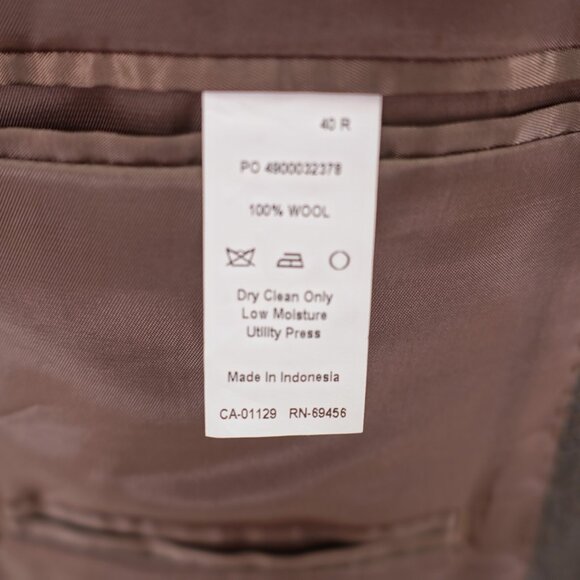 40 R
PO 4900032378
100% WOOL
Dry Clean Only
Low Moisture
Utility Press
Made In Indonesia
CA-01129 RN-69456